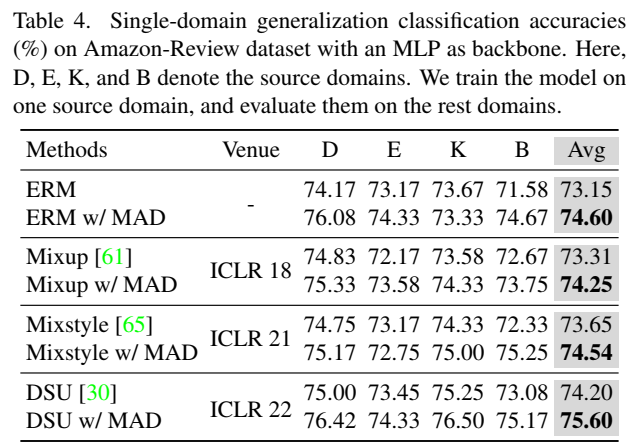 Table 4. Single-domain generalization classification accuracies
(%) on Amazon-Review dataset with an MLP as backbone. Here,
D, E, K, and B denote the source domains. We train the model on
one source domain, and evaluate them on the rest domains.
Methods Venue D E K B Avg
ERM - 74.17 73.17 73.67 71.58 73.15
ERM w/ MAD 76.08 74.33 73.33 74.67 74.60
Mixup [61] ICLR 18 74.83 72.17 73.58 72.67 73.31
Mixup w/ MAD 75.33 73.58 74.33 73.75 74.25
Mixstyle [65] ICLR 21 74.75 73.17 74.33 72.33 73.65
Mixstyle w/ MAD 75.17 72.75 75.00 75.25 74.54
DSU [30] ICLR 22 75.00 73.45 75.25 73.08 74.20
DSU w/ MAD 76.42 74.33 76.50 75.17 75.60